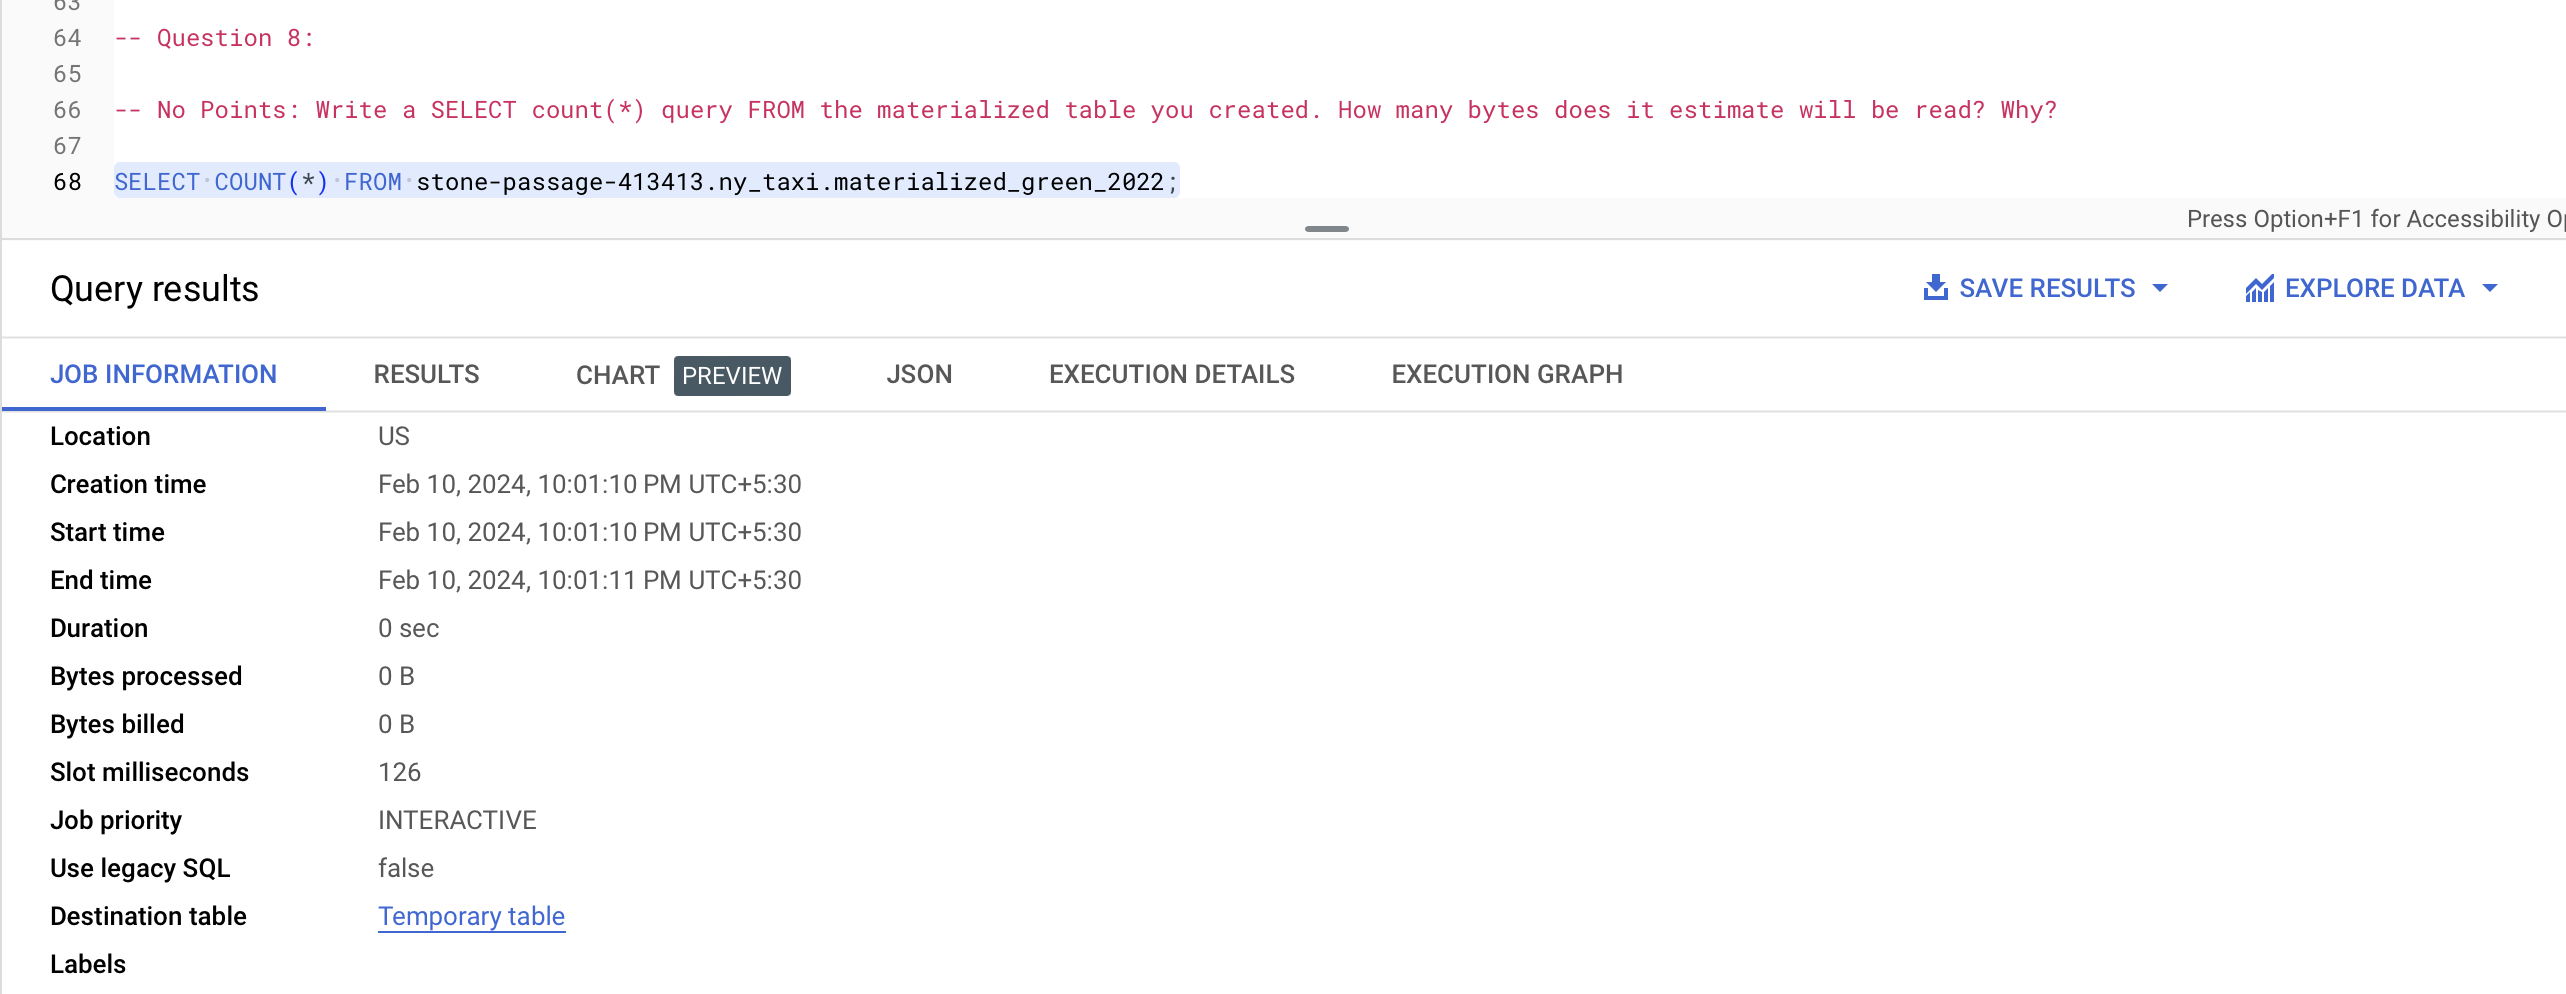 63
64 -- Question 8:
65
66 -- No Points: Write a SELECT count(*) query FROM the materialized table you created. How many bytes does it estimate will be read? Why?
67
68 SELECT COUNT(*) FROM stone-passage-413413.ny_taxi.materialized_green_2022;
Press Option+F1 for Accessibility
Query results
SAVE RESULTS
EXPLORE DATA
JOB INFORMATION RESULTS CHART PREVIEW JSON EXECUTION DETAILS EXECUTION GRAPH
Location US
Creation time Feb 10, 2024, 10:01:10 PM UTC+5:30
Start time Feb 10, 2024, 10:01:10 PM UTC+5:30
End time Feb 10, 2024, 10:01:11 PM UTC+5:30
Duration 0 sec
Bytes processed 0 B
Bytes billed 0 B
Slot milliseconds 126
Job priority INTERACTIVE
Use legacy SQL false
Destination table Temporary table
Labels